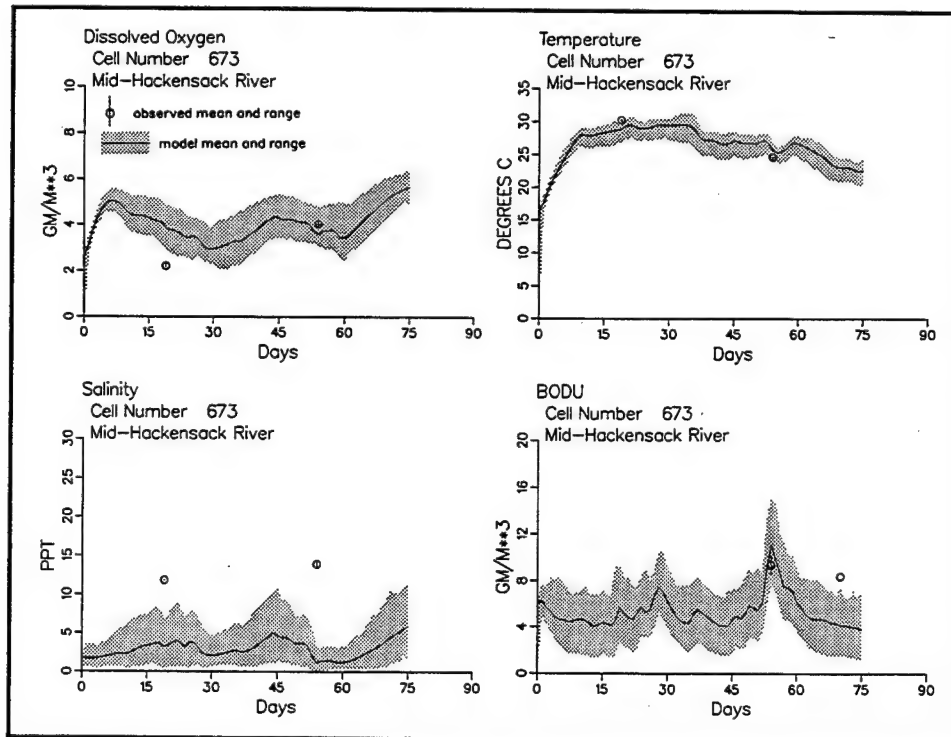 Dissolved Oxygen
Cell Number 673
Mid-Hackensack River
observed mean and range
model mean and range
GM/M**3
10
8
6
4
2
0
0 15 30 45 60 75 90
Days
Temperature
Cell Number 673
Mid-Hackensack River
DEGREES C
35
30
25
20
15
10
5
0
0 15 30 45 60 75 90
Days
Salinity
Cell Number 673
Mid-Hackensack River
PPT
30
25
20
15
10
5
0
0 15 30 45 60 75 90
Days
BODU
Cell Number 673
Mid-Hackensack River
GM/M**3
20
16
12
8
4
0
0 15 30 45 60 75 90
Days